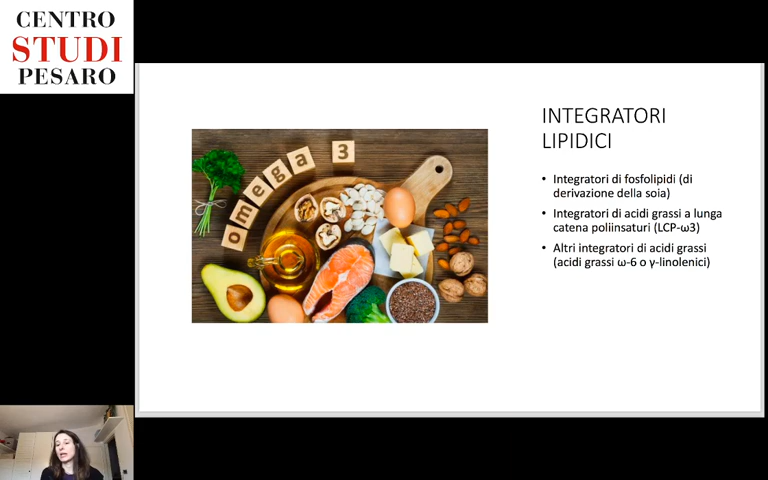 CENTRO
STUDI
PESARO
omega 3
INTEGRATORI
LIPIDICI
• Integratori di fosfolipidi (di
derivazione della soia)
• Integratori di acidi grassi a lunga
catena poliinsaturi (LCP-ω3)
• Altri integratori di acidi grassi
(acidi grassi ω-6 o γ-linolenici)